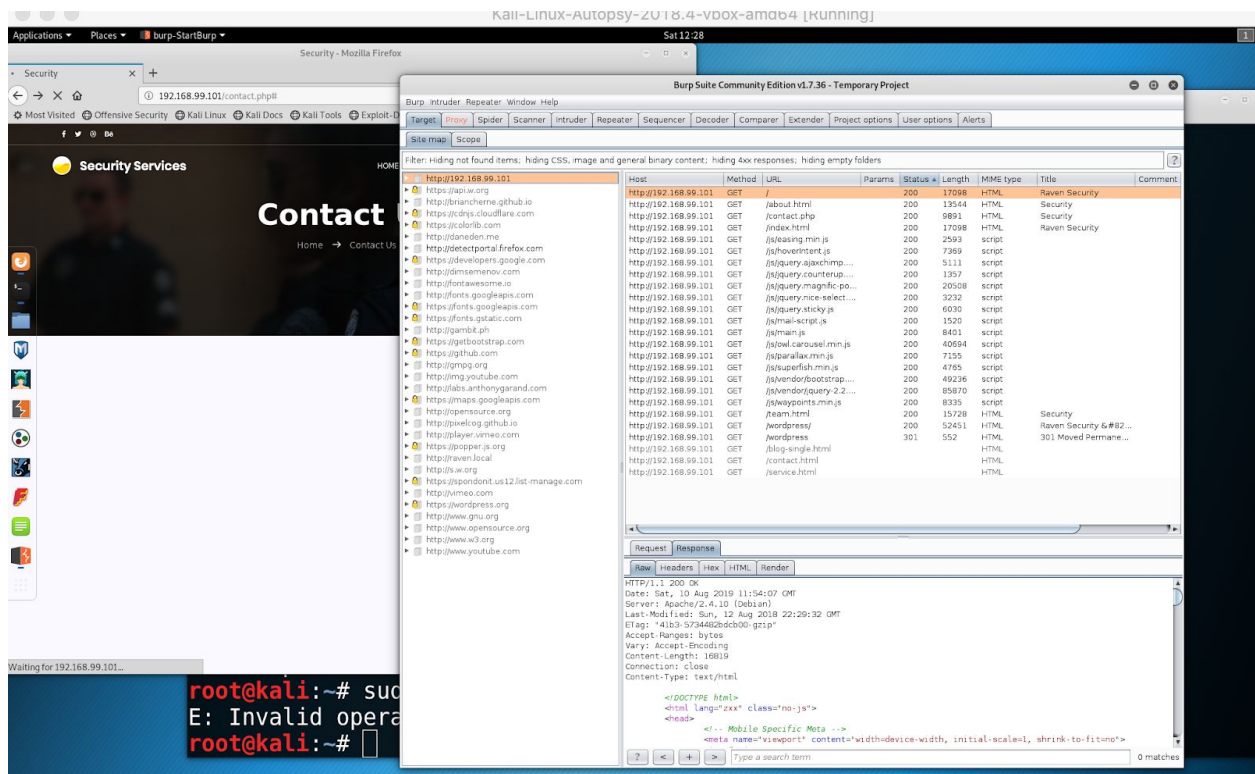 Kali-Linux-Autopsy-2018.4-vbox-amd64 [Running]
Applications Places burp-StartBurp Sat 12:28 1
Security - Mozilla Firefox
Security
192.168.99.101/contact.php#
Most Visited Offensive Security Kali Linux Kali Docs Kali Tools Exploit-D
Security Services
HOME
Contact
Home → Contact Us
Waiting for 192.168.99.101...
root@kali:~# sud
E: Invalid opera
root@kali:~#
Burp Suite Community Edition v1.7.36 - Temporary Project
Burp Intruder Repeater Window Help
Target Proxy Spider Scanner Intruder Repeater Sequencer Decoder Comparer Extender Project options User options Alerts
Site map Scope
Filter: Hiding not found items; hiding CSS, image and general binary content; hiding 4xx responses; hiding empty folders
?
http://192.168.99.101
https://api.w.org
http://briancherne.github.io
https://cdnjs.cloudflare.com
https://colorlib.com
http://daneden.me
http://detectportal.firefox.com
https://developers.google.com
http://dimsemenov.com
http://fontawesome.io
http://fonts.googleapis.com
https://fonts.googleapis.com
https://fonts.gstatic.com
http://gambit.ph
https://getbootstrap.com
https://github.com
http://gmpg.org
http://img.youtube.com
http://labs.anthonygarand.com
https://maps.googleapis.com
http://opensource.org
http://pixelcog.github.io
http://player.vimeo.com
https://popper.js.org
http://raven.local
http://s.w.org
https://spondonit.us12.list-manage.com
http://vimeo.com
https://wordpress.org
http://www.gnu.org
http://www.opensource.org
http://www.w3.org
http://www.youtube.com
Host Method URL Params Status Length MIME type Title Comment
http://192.168.99.101 GET / 200 17098 HTML Raven Security
http://192.168.99.101 GET /about.html 200 13544 HTML Security
http://192.168.99.101 GET /contact.php 200 9891 HTML Security
http://192.168.99.101 GET /index.html 200 17098 HTML Raven Security
http://192.168.99.101 GET /js/easing.min.js 200 2593 script
http://192.168.99.101 GET /js/hoverIntent.js 200 7369 script
http://192.168.99.101 GET /js/jquery.ajaxchimp.... 200 5111 script
http://192.168.99.101 GET /js/jquery.counterup.... 200 1357 script
http://192.168.99.101 GET /js/jquery.magnific-po... 200 20508 script
http://192.168.99.101 GET /js/jquery.nice-select.... 200 3232 script
http://192.168.99.101 GET /js/jquery.sticky.js 200 6030 script
http://192.168.99.101 GET /js/mail-script.js 200 1520 script
http://192.168.99.101 GET /js/main.js 200 8401 script
http://192.168.99.101 GET /js/owl.carousel.min.js 200 40694 script
http://192.168.99.101 GET /js/parallax.min.js 200 7155 script
http://192.168.99.101 GET /js/superfish.min.js 200 4765 script
http://192.168.99.101 GET /js/vendor/bootstrap.... 200 49236 script
http://192.168.99.101 GET /js/vendor/jquery-2.2.... 200 85870 script
http://192.168.99.101 GET /js/waypoints.min.js 200 8335 script
http://192.168.99.101 GET /team.html 200 15728 HTML Security
http://192.168.99.101 GET /wordpress/ 200 52451 HTML Raven Security &#82...
http://192.168.99.101 GET /wordpress 301 552 HTML 301 Moved Permane...
http://192.168.99.101 GET /blog-single.html HTML
http://192.168.99.101 GET /contact.html HTML
http://192.168.99.101 GET /service.html HTML
Request Response
Raw Headers Hex HTML Render
HTTP/1.1 200 OK
Date: Sat, 10 Aug 2019 11:54:07 GMT
Server: Apache/2.4.10 (Debian)
Last-Modified: Sun, 12 Aug 2018 22:29:32 GMT
ETag: "41b3-5734482bdcb00-gzip"
Accept-Ranges: bytes
Vary: Accept-Encoding
Content-Length: 16819
Connection: close
Content-Type: text/html
<!DOCTYPE html>
<html lang="zxx" class="no-js">
<head>
<!-- Mobile Specific Meta -->
<meta name="viewport" content="width=device-width, initial-scale=1, shrink-to-fit=no">
? < + > Type a search term 0 matches